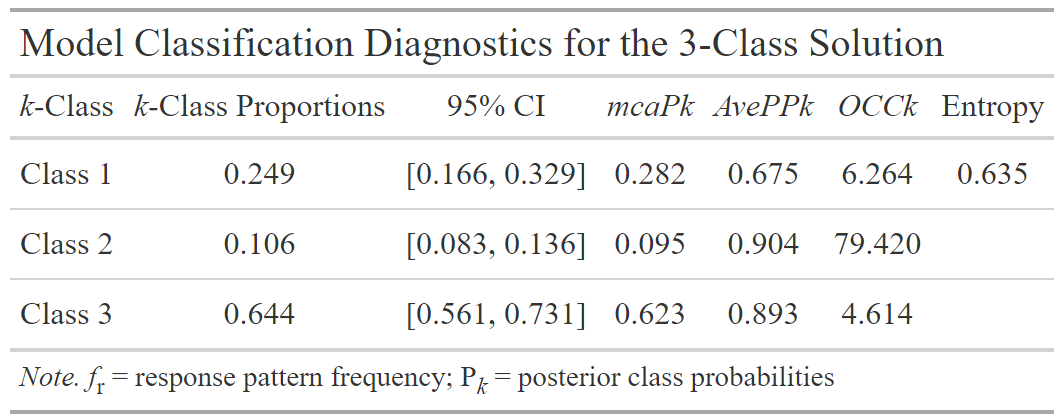 Model Classification Diagnostics for the 3-Class Solution
k-Class k-Class Proportions 95% CI mcaPk AvePPk OCCk Entropy
Class 1 0.249 [0.166, 0.329] 0.282 0.675 6.264 0.635
Class 2 0.106 [0.083, 0.136] 0.095 0.904 79.420
Class 3 0.644 [0.561, 0.731] 0.623 0.893 4.614
Note. fr = response pattern frequency; Pk = posterior class probabilities